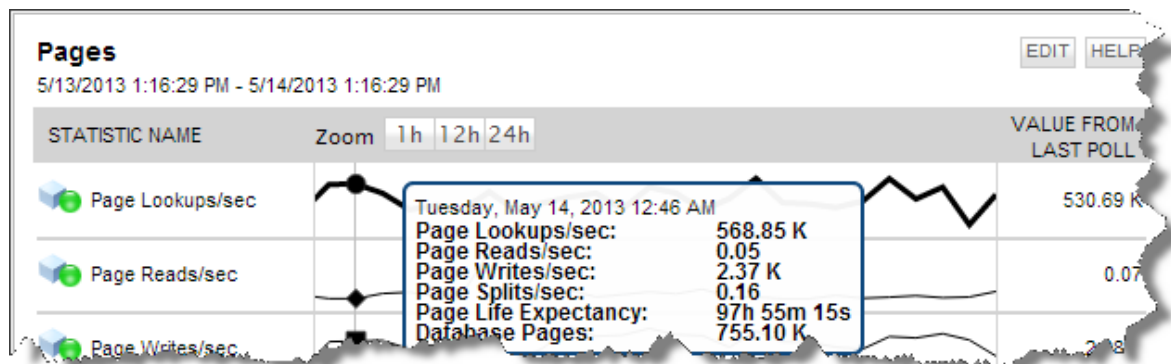 Pages
EDIT HELP
5/13/2013 1:16:29 PM - 5/14/2013 1:16:29 PM
STATISTIC NAME Zoom 1h 12h 24h VALUE FROM
LAST POLL
Page Lookups/sec 530.69 K
Page Reads/sec 0.07
Page Writes/sec
Tuesday, May 14, 2013 12:46 AM
Page Lookups/sec: 568.85 K
Page Reads/sec: 0.05
Page Writes/sec: 2.37 K
Page Splits/sec: 0.16
Page Life Expectancy: 97h 55m 15s
Database Pages: 755.10 K